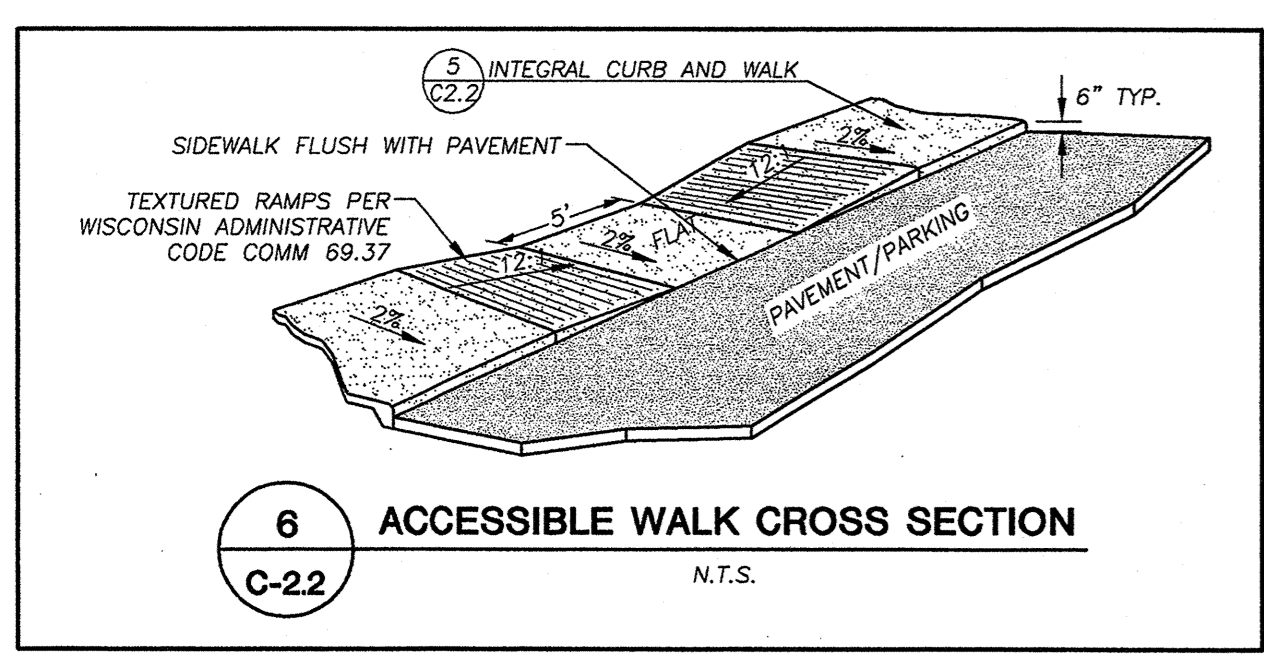 5
C2.2
INTEGRAL CURB AND WALK
6" TYP.
SIDEWALK FLUSH WITH PAVEMENT
TEXTURED RAMPS PER
WISCONSIN ADMINISTRATIVE
CODE COMM 69.37
2%
12:1
5'
2%
FLAT
12:1
2%
PAVEMENT/PARKING
6
C-2.2
ACCESSIBLE WALK CROSS SECTION
N.T.S.